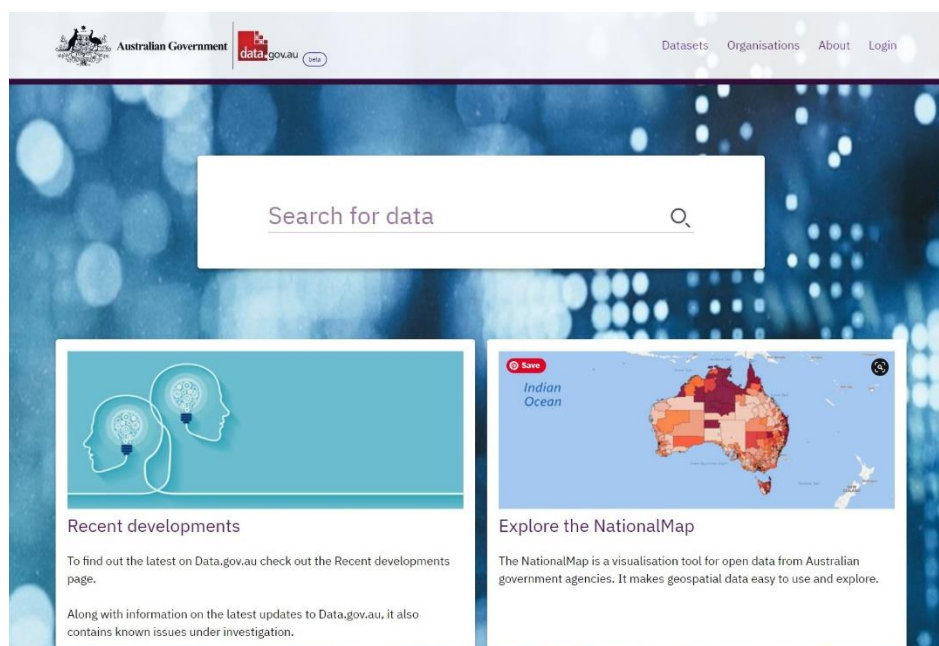 Australian Government
data.gov.au
beta
Datasets Organisations About Login
Search for data
Save
Indian
Ocean
Recent developments
To find out the latest on Data.gov.au check out the Recent developments
page.
Along with information on the latest updates to Data.gov.au, it also
contains known issues under investigation.
Explore the NationalMap
The NationalMap is a visualisation tool for open data from Australian
government agencies. It makes geospatial data easy to use and explore.